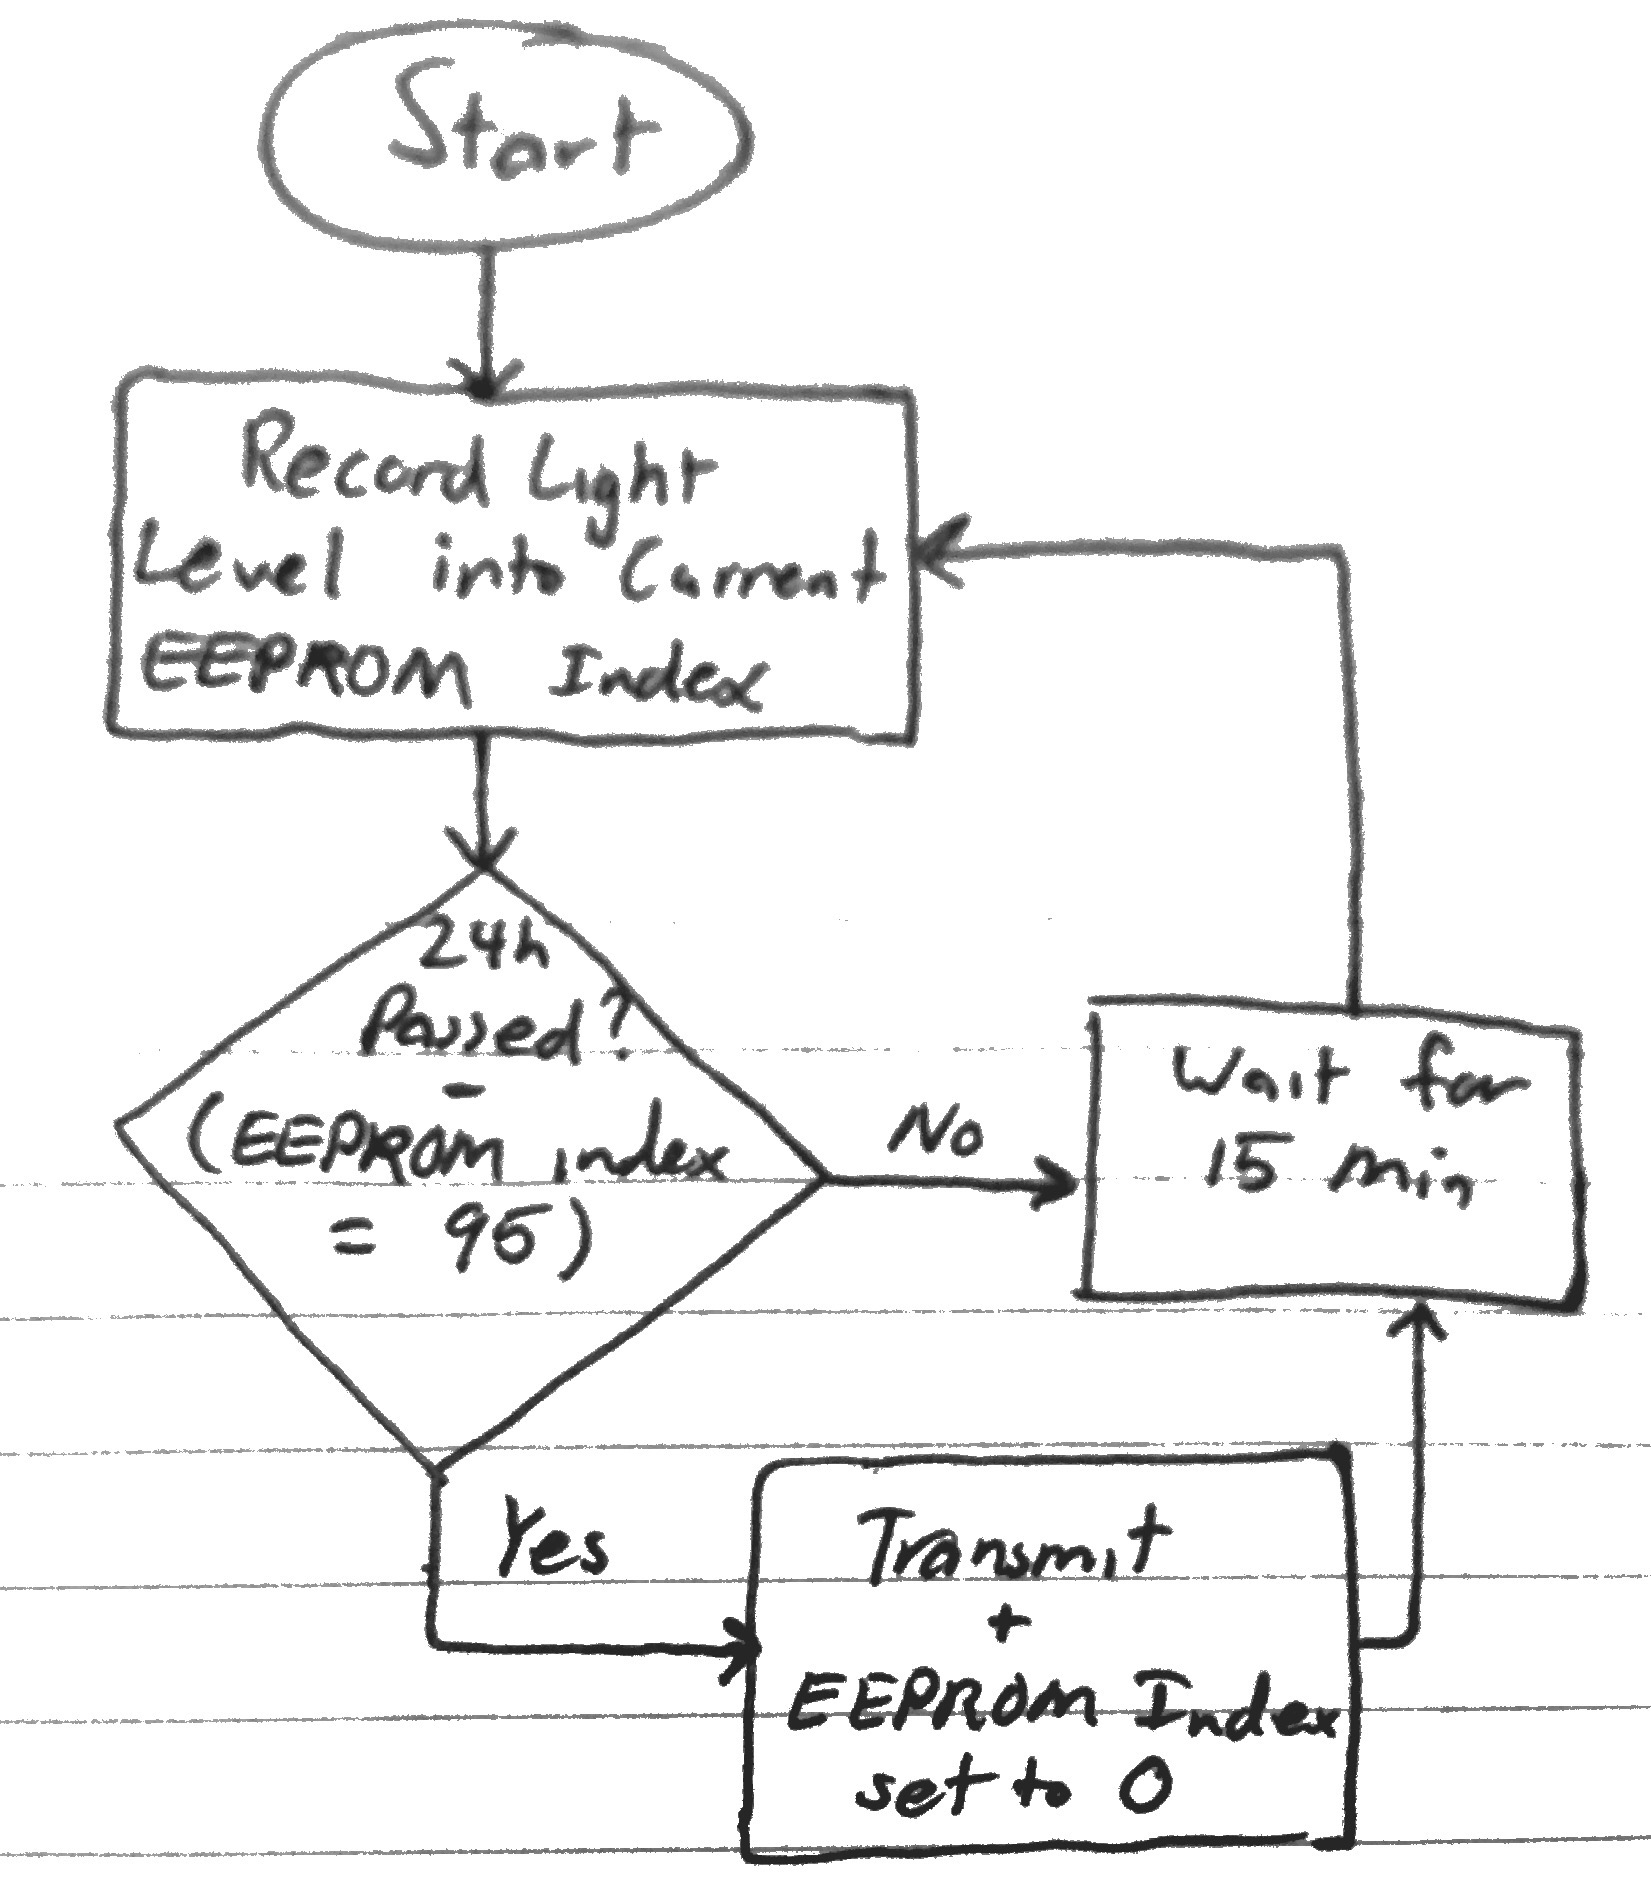 Start
Record Light
Level into Current
EEPROM Index
24h
Passed?
-
(EEPROM index
= 95)
No
Wait for
15 min
Yes
Transmit
+
EEPROM Index
set to 0